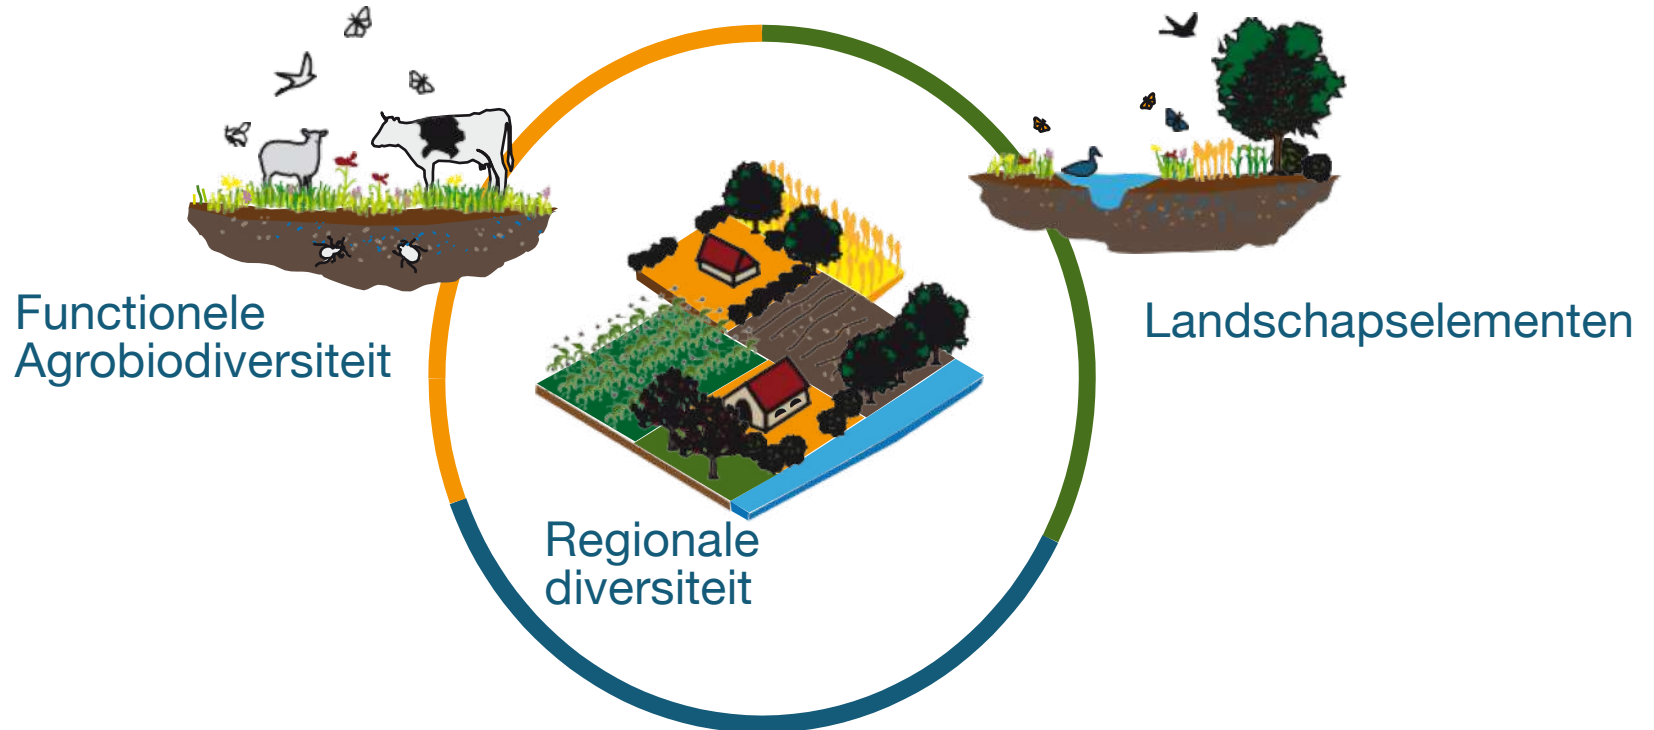 Functionele
Agrobiodiversiteit
Landschapselementen
Regionale
diversiteit